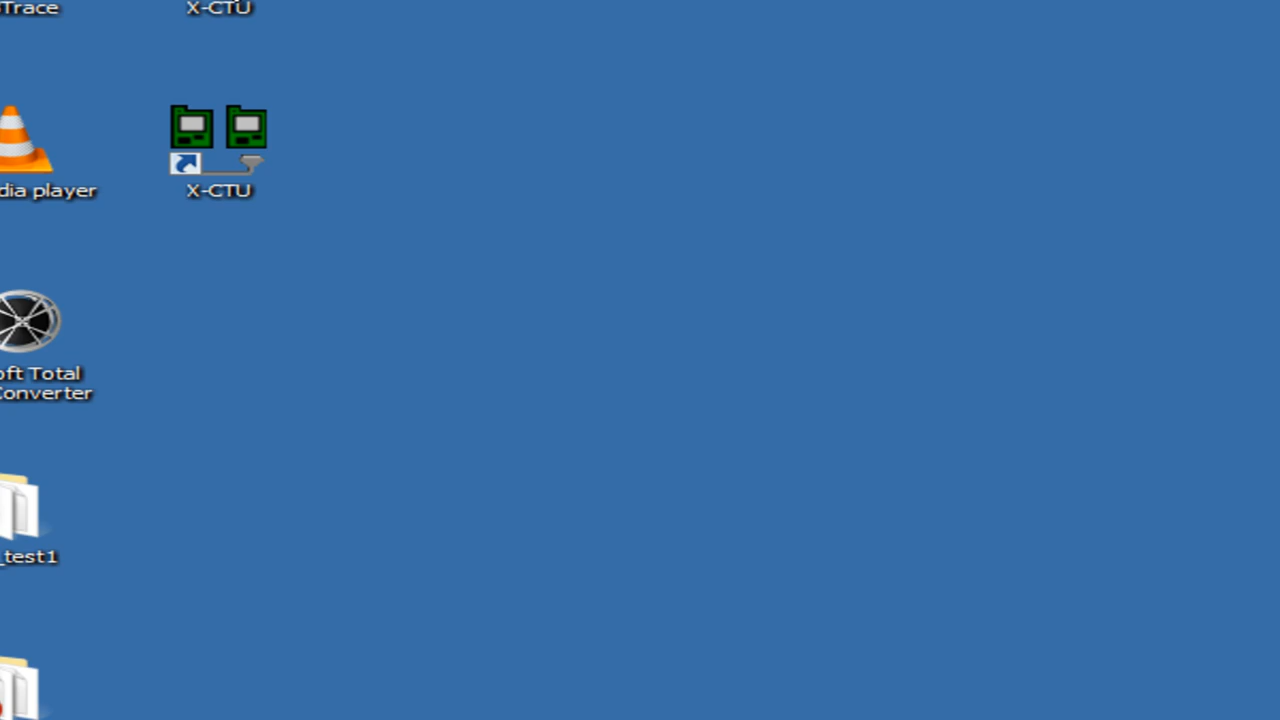 Trace
X-CTU
dia player
X-CTU
oft Total
Converter
_test1